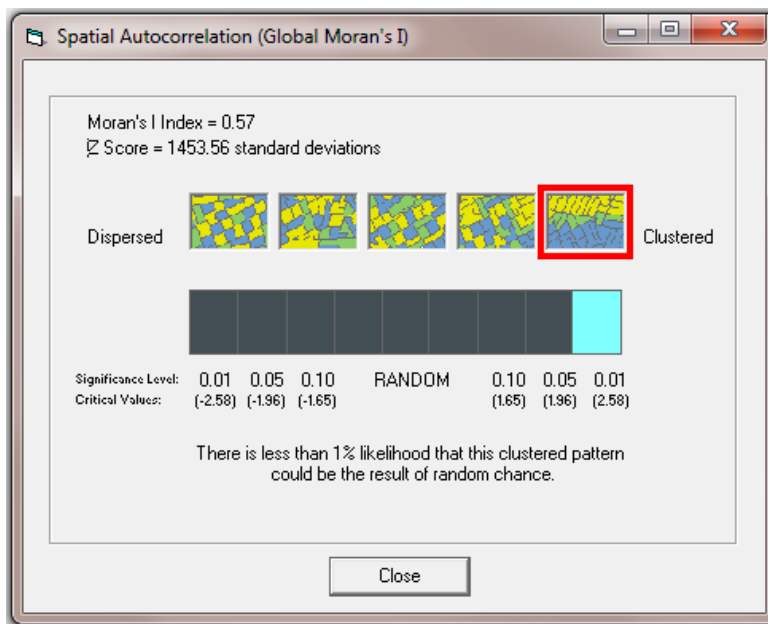 Spatial Autocorrelation (Global Moran's I)
Moran's I Index = 0.57
Z Score = 1453.56 standard deviations
Dispersed
Clustered
Significance Level: 0.01 0.05 0.10 RANDOM 0.10 0.05 0.01
Critical Values: (-2.58) (-1.96) (-1.65) (1.65) (1.96) (2.58)
There is less than 1% likelihood that this clustered pattern
could be the result of random chance.
Close